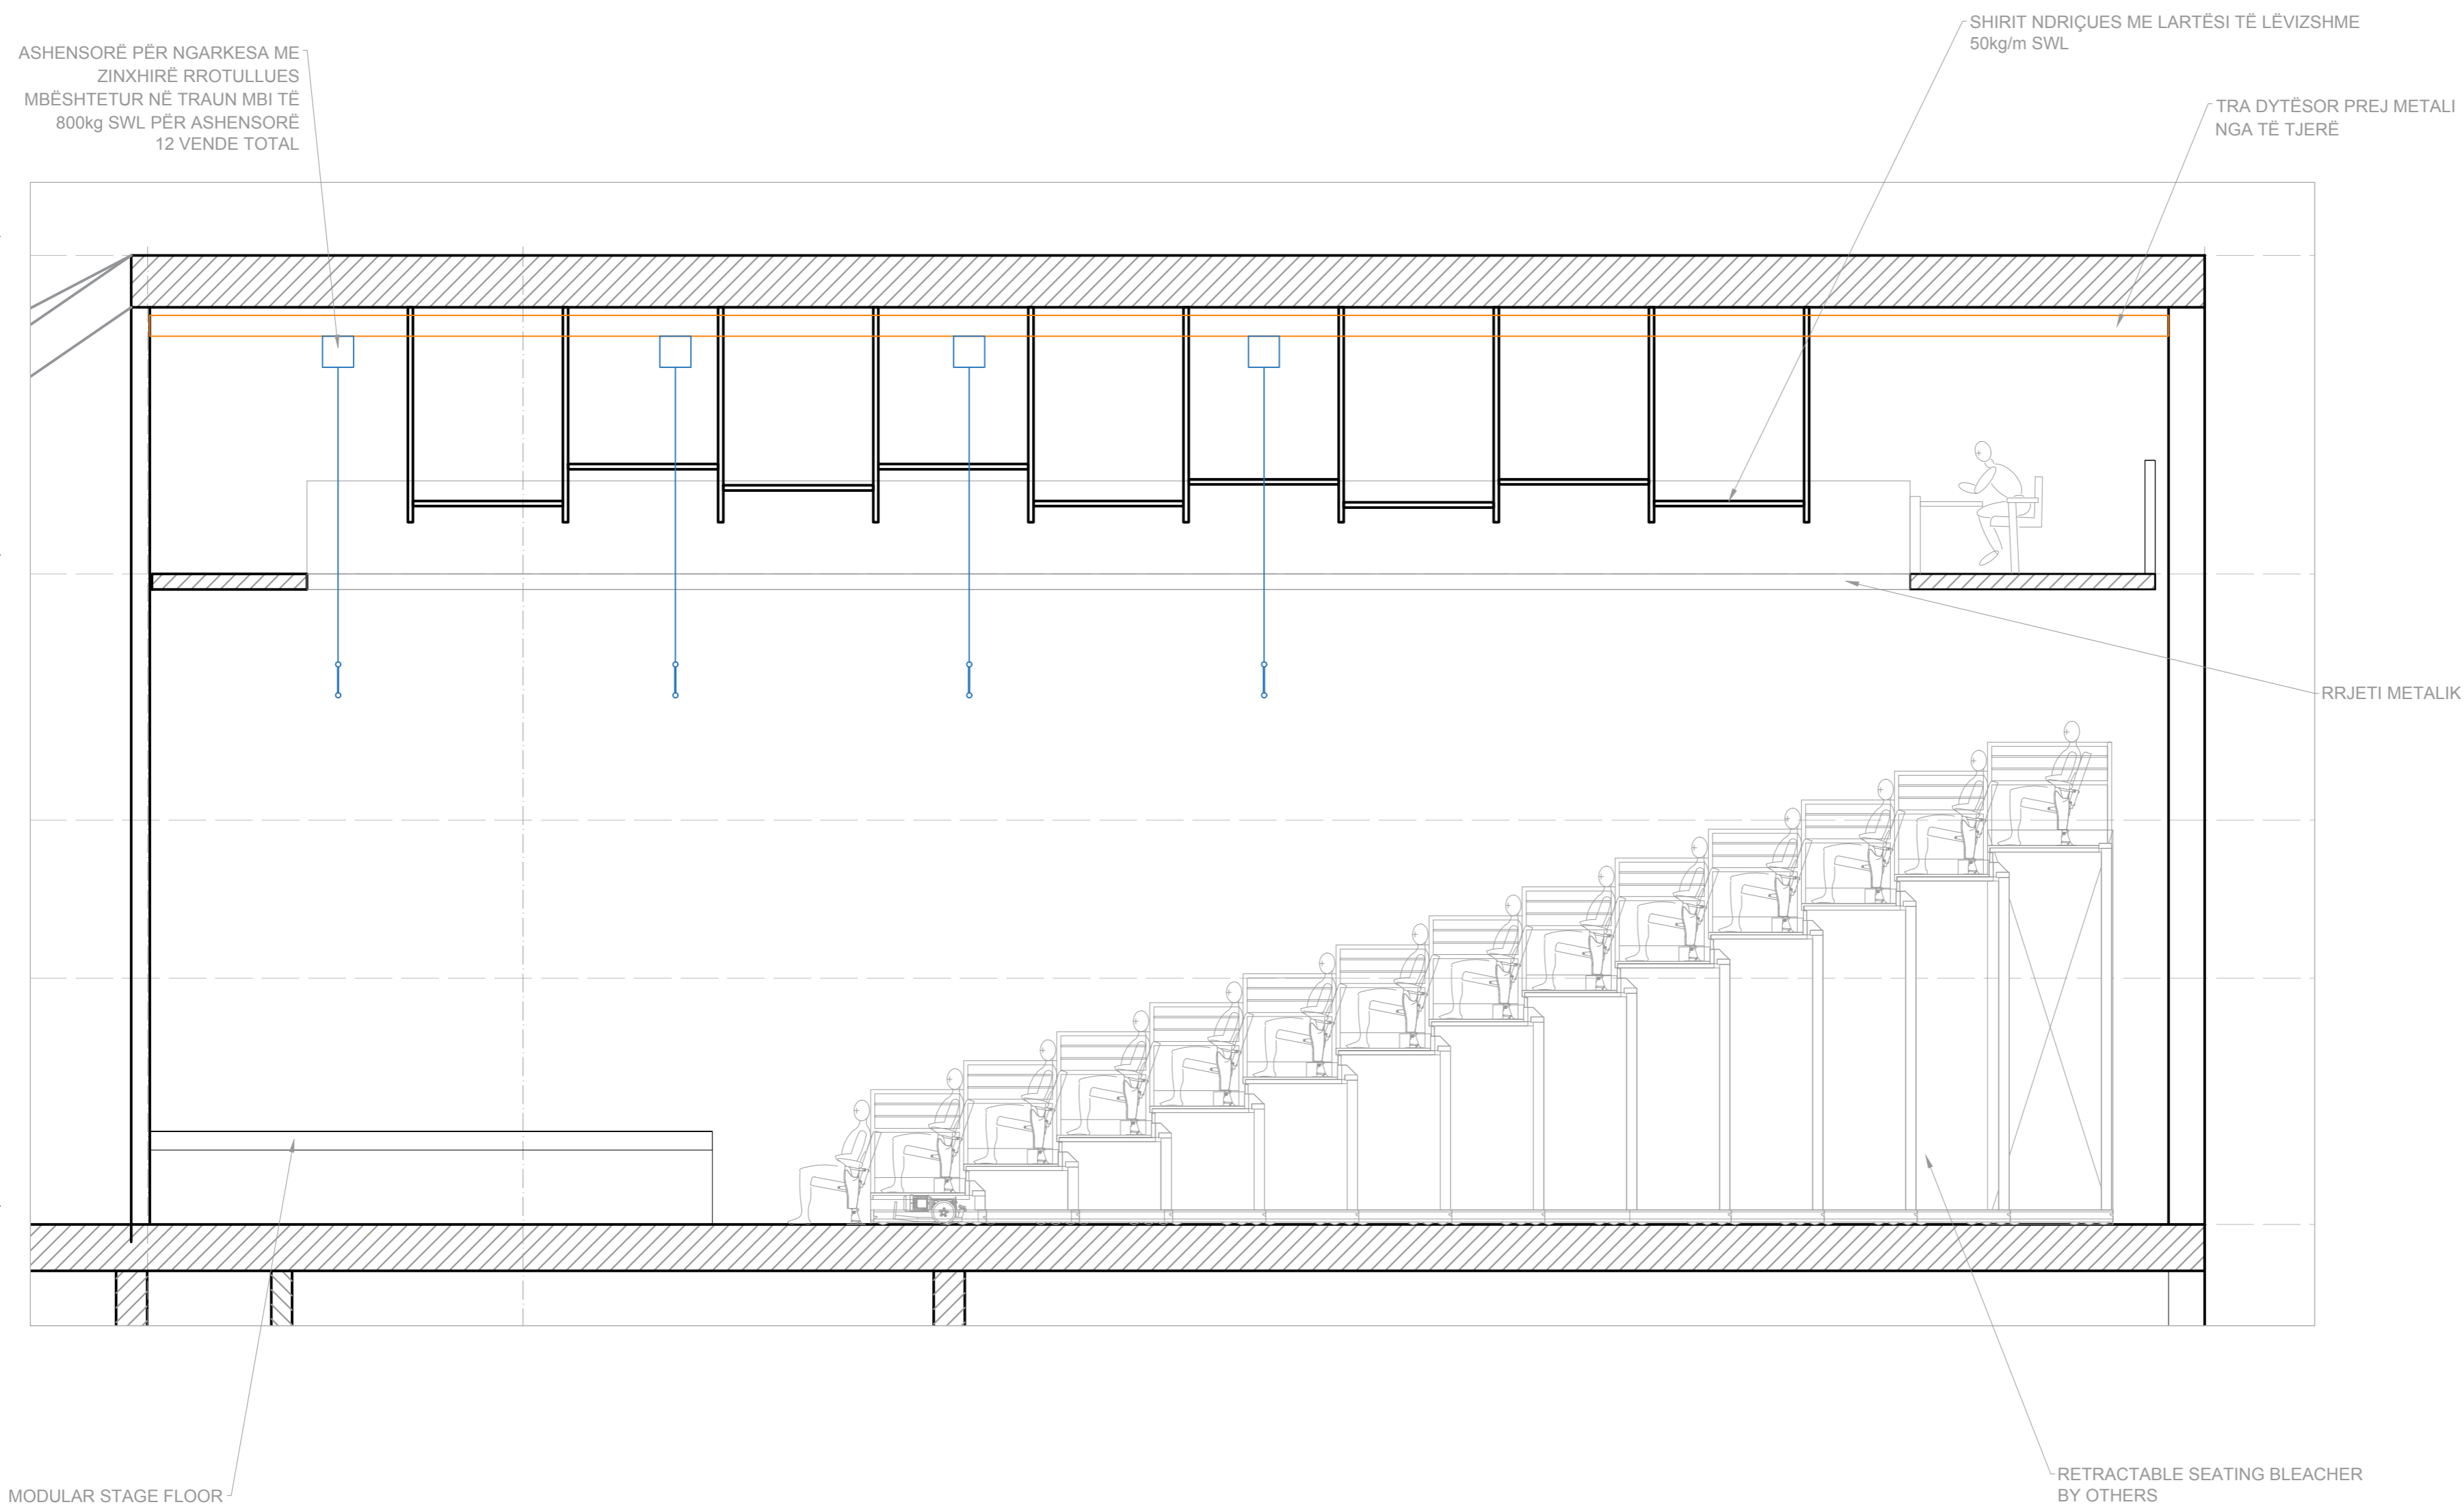 ASHENSORË PËR NGARKESA ME
ZINXHIRË RROTULLUES
MBËSHTETUR NË TRAUN MBI TË
800kg SWL PËR ASHENSORË
12 VENDE TOTAL
SHIRIT NDRIÇUES ME LARTËSI TË LËVIZSHME
50kg/m SWL
TRA DYTËSOR PREJ METALI
NGA TË TJERË
RRJETI METALIK
MODULAR STAGE FLOOR
RETRACTABLE SEATING BLEACHER
BY OTHERS